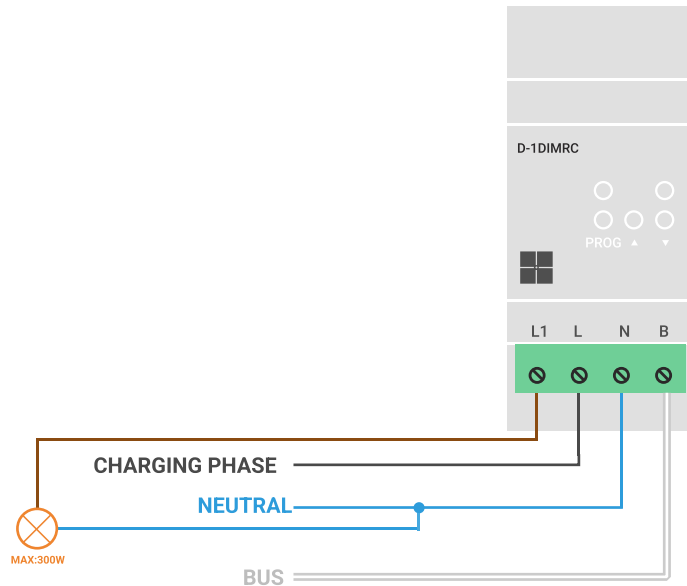 D-1DIMRC
PROG ▲ ▼
L1 L N B
CHARGING PHASE
NEUTRAL
MAX:300W
BUS